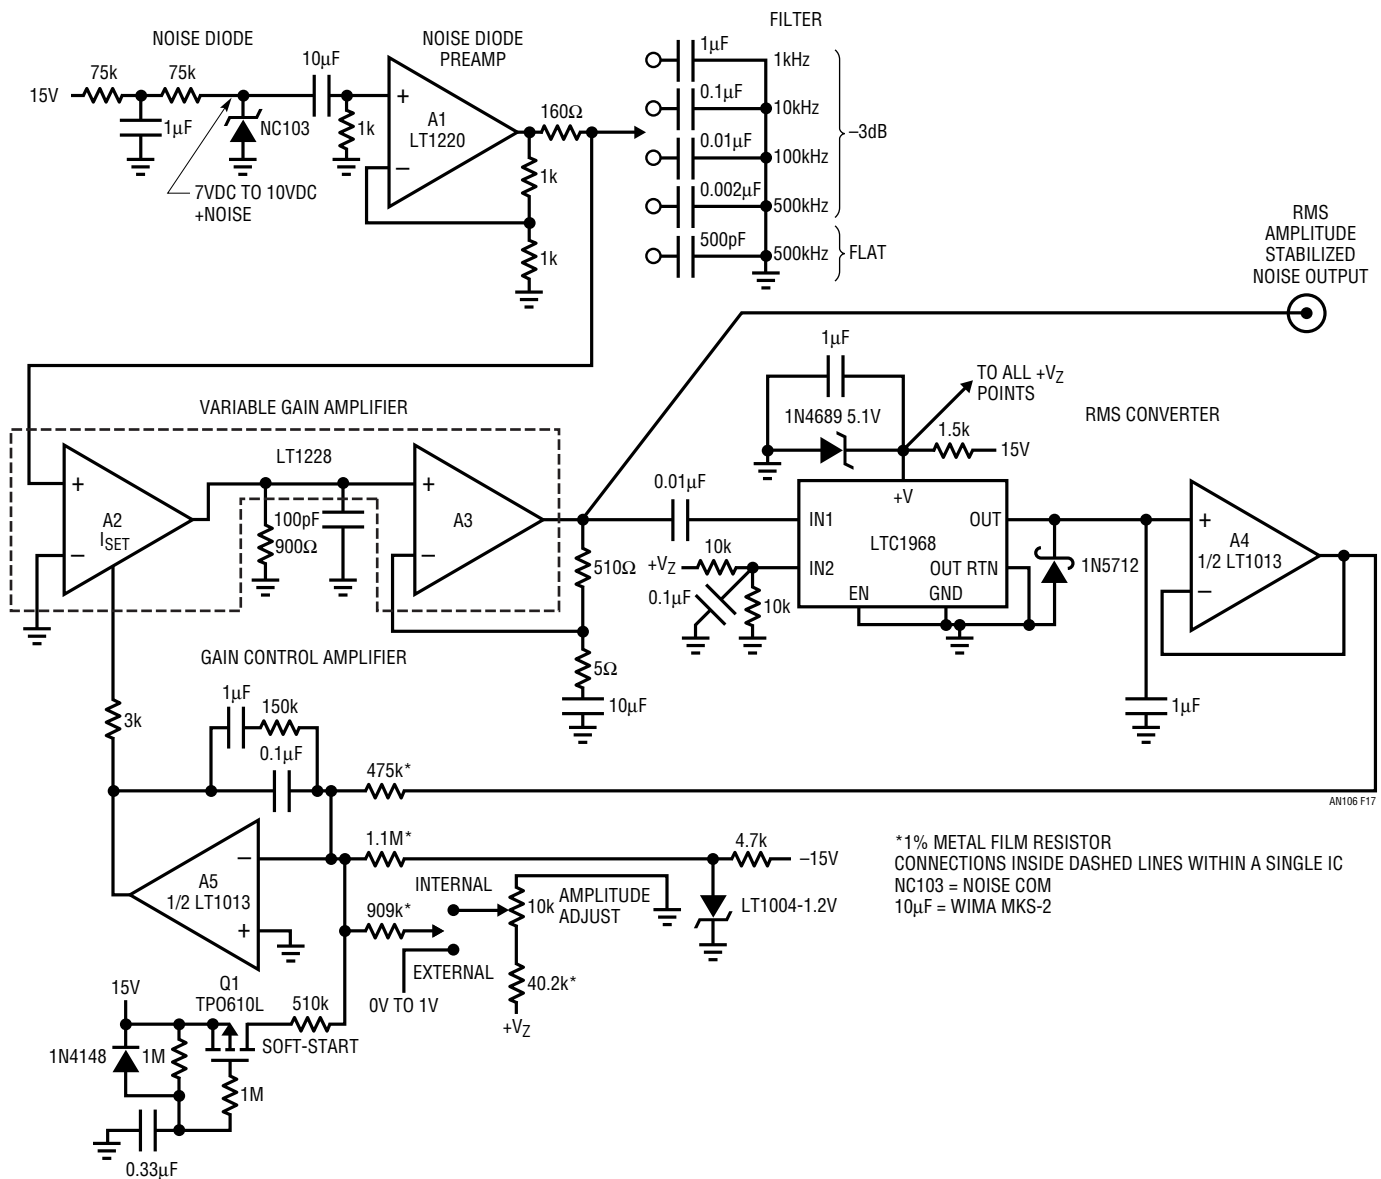 FILTER
NOISE DIODE
NOISE DIODE
PREAMP
75k
75k
10µF
15V
1µF
NC103
1k
+
–
A1
LT1220
160Ω
1k
1k
7VDC TO 10VDC
+NOISE
1µF
1kHz
0.1µF
10kHz
0.01µF
100kHz
0.002µF
500kHz
–3dB
500pF
500kHz
FLAT
RMS
AMPLITUDE
STABILIZED
NOISE OUTPUT
VARIABLE GAIN AMPLIFIER
LT1228
+
–
A2
ISET
100pF
900Ω
+
–
A3
510Ω
5Ω
10µF
1µF
1N4689 5.1V
TO ALL +VZ
POINTS
1.5k
15V
RMS CONVERTER
0.01µF
+V
IN1
OUT
LTC1968
IN2
OUT RTN
EN
GND
+VZ
10k
0.1µF
10k
1N5712
+
–
A4
1/2 LT1013
1µF
GAIN CONTROL AMPLIFIER
3k
1µF
150k
0.1µF
475k*
AN106 F17
1.1M*
4.7k
–15V
–
+
A5
1/2 LT1013
INTERNAL
909k*
EXTERNAL
0V TO 1V
10k
AMPLITUDE
ADJUST
40.2k*
+VZ
LT1004-1.2V
*1% METAL FILM RESISTOR
CONNECTIONS INSIDE DASHED LINES WITHIN A SINGLE IC
NC103 = NOISE COM
10µF = WIMA MKS-2
15V
Q1
TPO610L
510k
SOFT-START
1N4148
1M
1M
0.33µF